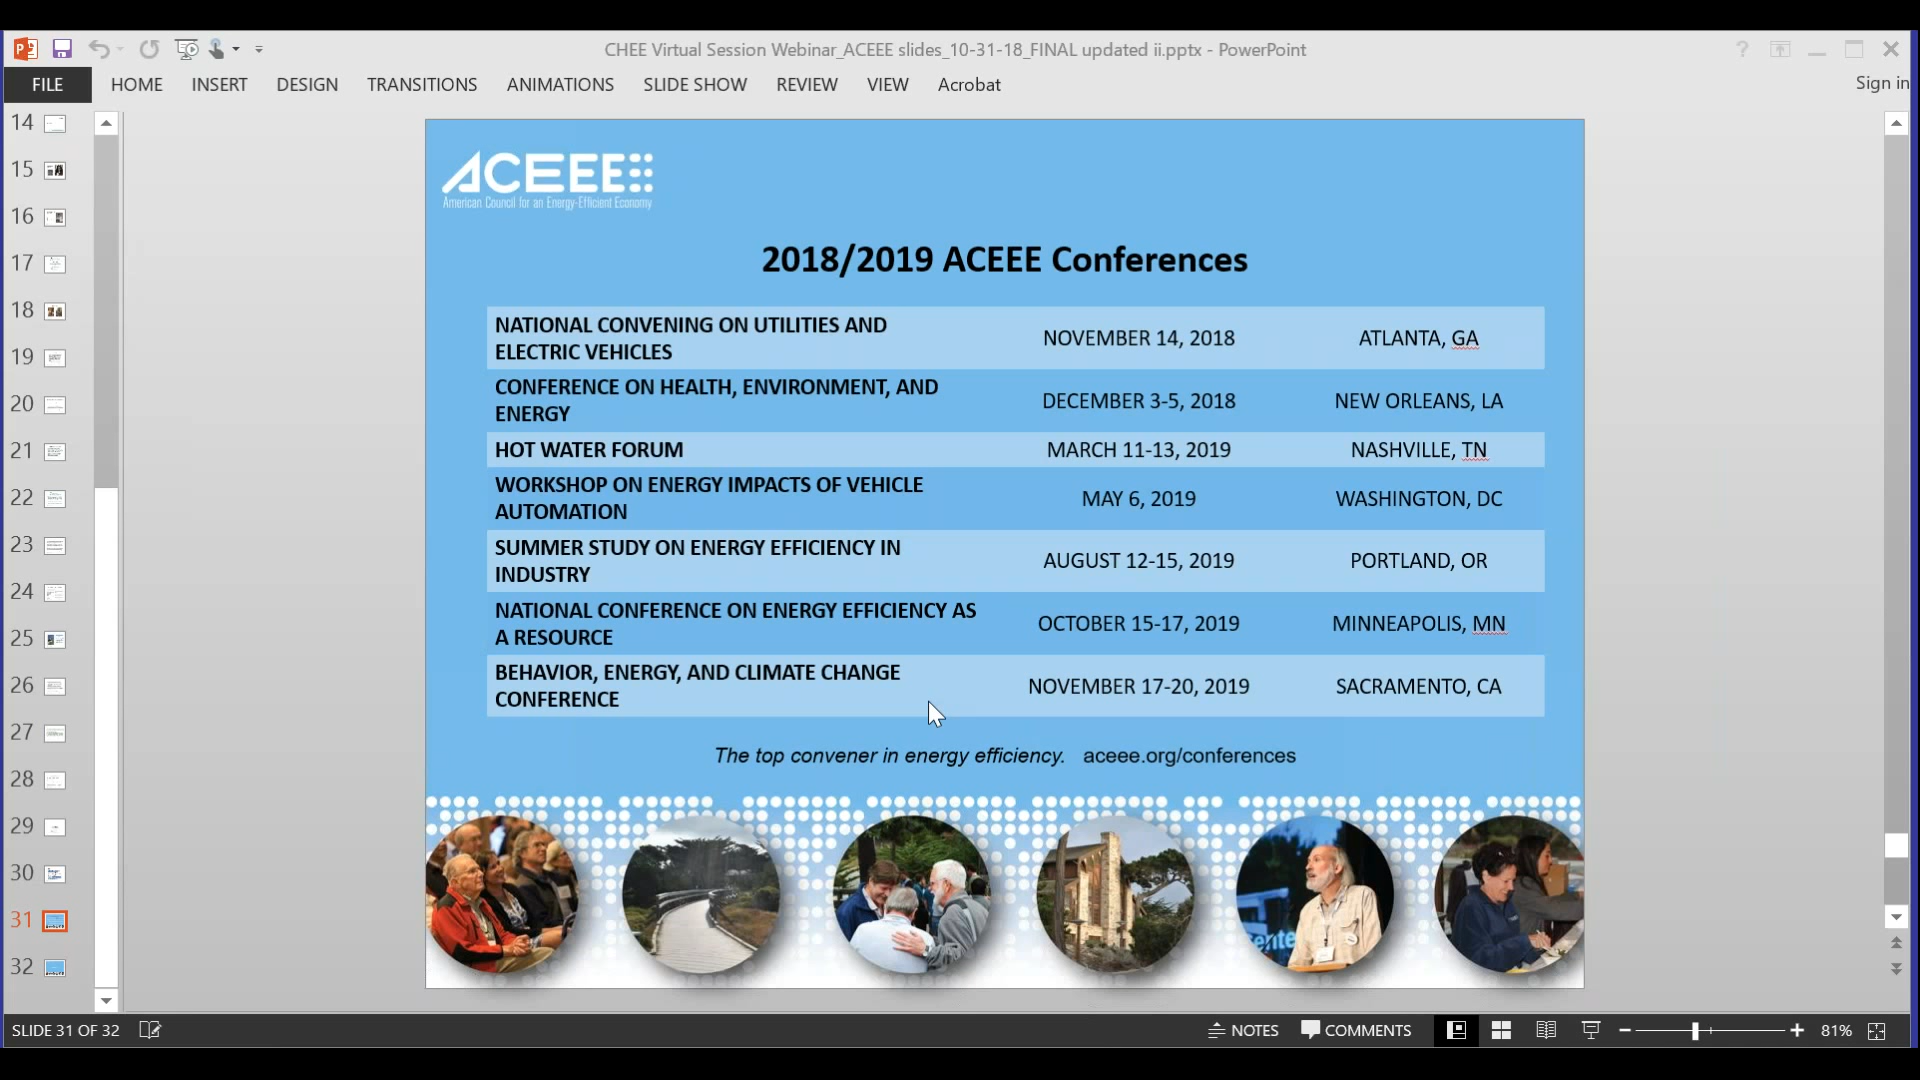 CHEE Virtual Session Webinar_ACEEE slides_10-31-18_FINAL updated ii.pptx - PowerPoint
FILE HOME INSERT DESIGN TRANSITIONS ANIMATIONS SLIDE SHOW REVIEW VIEW Acrobat Sign in
14
15
16
17
18
19
20
21
22
23
24
25
26
27
28
29
30
31
32
ACEEE
American Council for an Energy-Efficient Economy
2018/2019 ACEEE Conferences
NATIONAL CONVENING ON UTILITIES AND
ELECTRIC VEHICLES
NOVEMBER 14, 2018
ATLANTA, GA
CONFERENCE ON HEALTH, ENVIRONMENT, AND
ENERGY
DECEMBER 3-5, 2018
NEW ORLEANS, LA
HOT WATER FORUM
MARCH 11-13, 2019
NASHVILLE, TN
WORKSHOP ON ENERGY IMPACTS OF VEHICLE
AUTOMATION
MAY 6, 2019
WASHINGTON, DC
SUMMER STUDY ON ENERGY EFFICIENCY IN
INDUSTRY
AUGUST 12-15, 2019
PORTLAND, OR
NATIONAL CONFERENCE ON ENERGY EFFICIENCY AS
A RESOURCE
OCTOBER 15-17, 2019
MINNEAPOLIS, MN
BEHAVIOR, ENERGY, AND CLIMATE CHANGE
CONFERENCE
NOVEMBER 17-20, 2019
SACRAMENTO, CA
The top convener in energy efficiency. aceee.org/conferences
SLIDE 31 OF 32 NOTES COMMENTS 81%